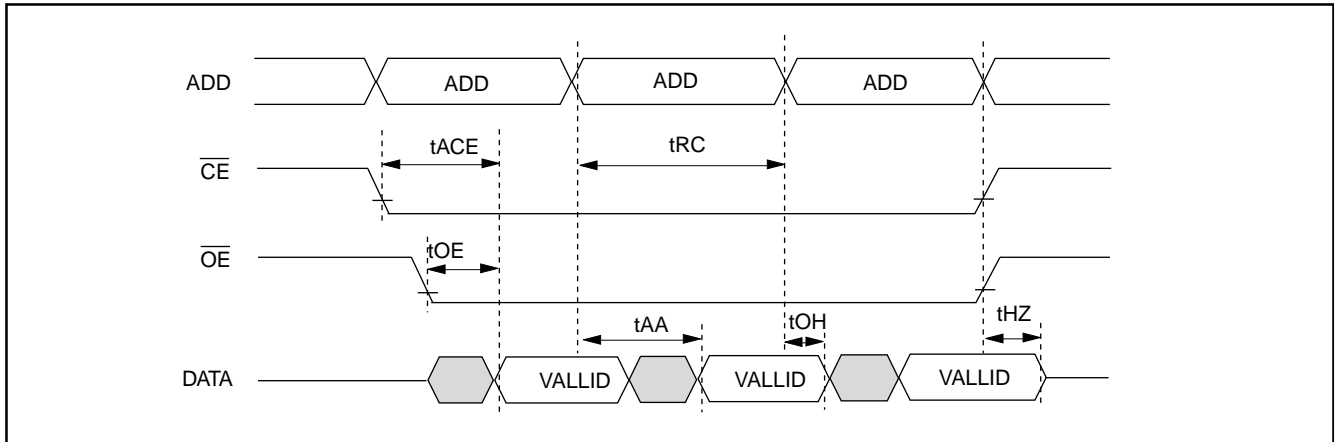 ADD
ADD
ADD
ADD
tACE
tRC
CE
tOE
OE
tAA
tOH
tHZ
DATA
VALLID
VALLID
VALLID